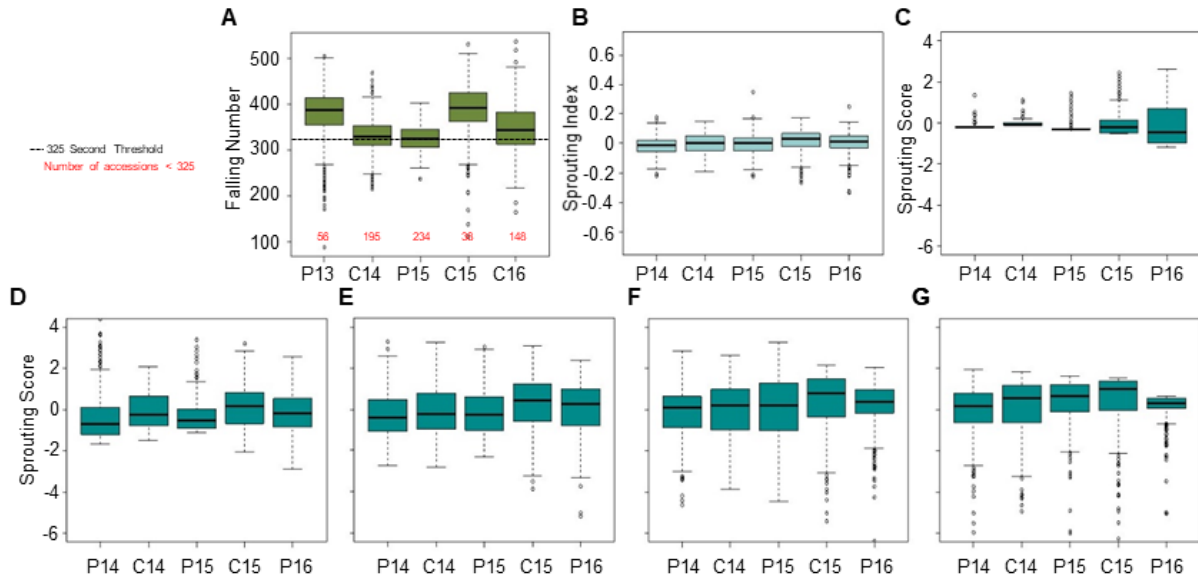 A
B
C
500
400
300
200
100
Falling Number
56
195
234
36
148
P13
C14
P15
C15
C16
--- 325 Second Threshold
Number of accessions < 325
0.6
0.4
0.2
0
-0.2
-0.4
-0.6
Sprouting Index
P14
C14
P15
C15
P16
4
2
0
-2
-4
-6
Sprouting Score
P14
C14
P15
C15
P16
D
E
F
G
4
2
0
-2
-4
-6
Sprouting Score
P14
C14
P15
C15
P16
P14
C14
P15
C15
P16
P14
C14
P15
C15
P16
P14
C14
P15
C15
P16